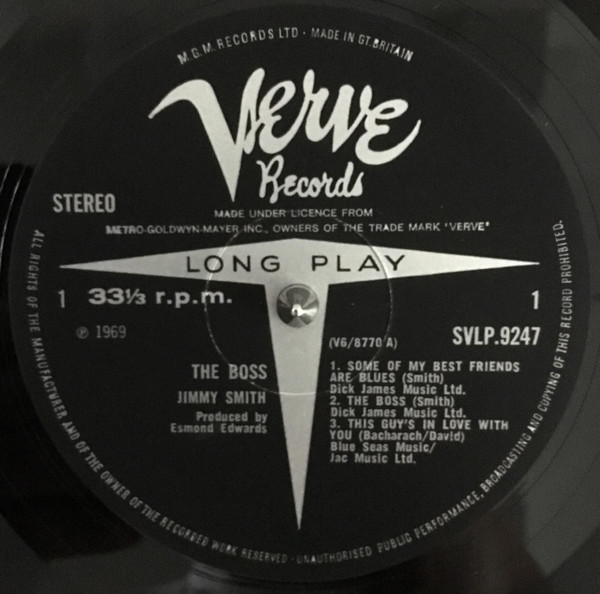 M.G.M. RECORDS LTD · MADE IN GT.BRITAIN
Verve
Records
STEREO
MADE UNDER LICENCE FROM
METRO-GOLDWYN-MAYER INC., OWNERS OF THE TRADE MARK "VERVE"
LONG PLAY
1 33⅓ r.p.m.
1
℗ 1969
SVLP.9247
(V6/8770 A)
THE BOSS
JIMMY SMITH
Produced by
Esmond Edwards
1. SOME OF MY BEST FRIENDS
ARE BLUES (Smith)
Dick James Music Ltd.
2. THE BOSS (Smith)
Dick James Music Ltd.
3. THIS GUY'S IN LOVE WITH
YOU (Bacharach/David)
Blue Seas Music/
Jac Music Ltd.
ALL RIGHTS OF THE MANUFACTURER AND OF THE OWNER OF THE RECORDED WORK RESERVED · UNAUTHORISED PUBLIC PERFORMANCE, BROADCASTING AND COPYING OF THIS RECORD PROHIBITED.